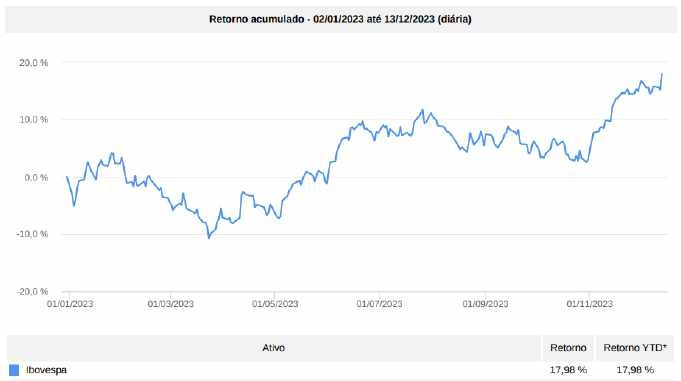 Retorno acumulado - 02/01/2023 até 13/12/2023 (diária)
20,0 %
10,0 %
0,0 %
-10,0 %
-20,0 %
01/01/2023 01/03/2023 01/05/2023 01/07/2023 01/09/2023 01/11/2023
Ativo Retorno Retorno YTD*
Ibovespa 17,98 % 17,98 %